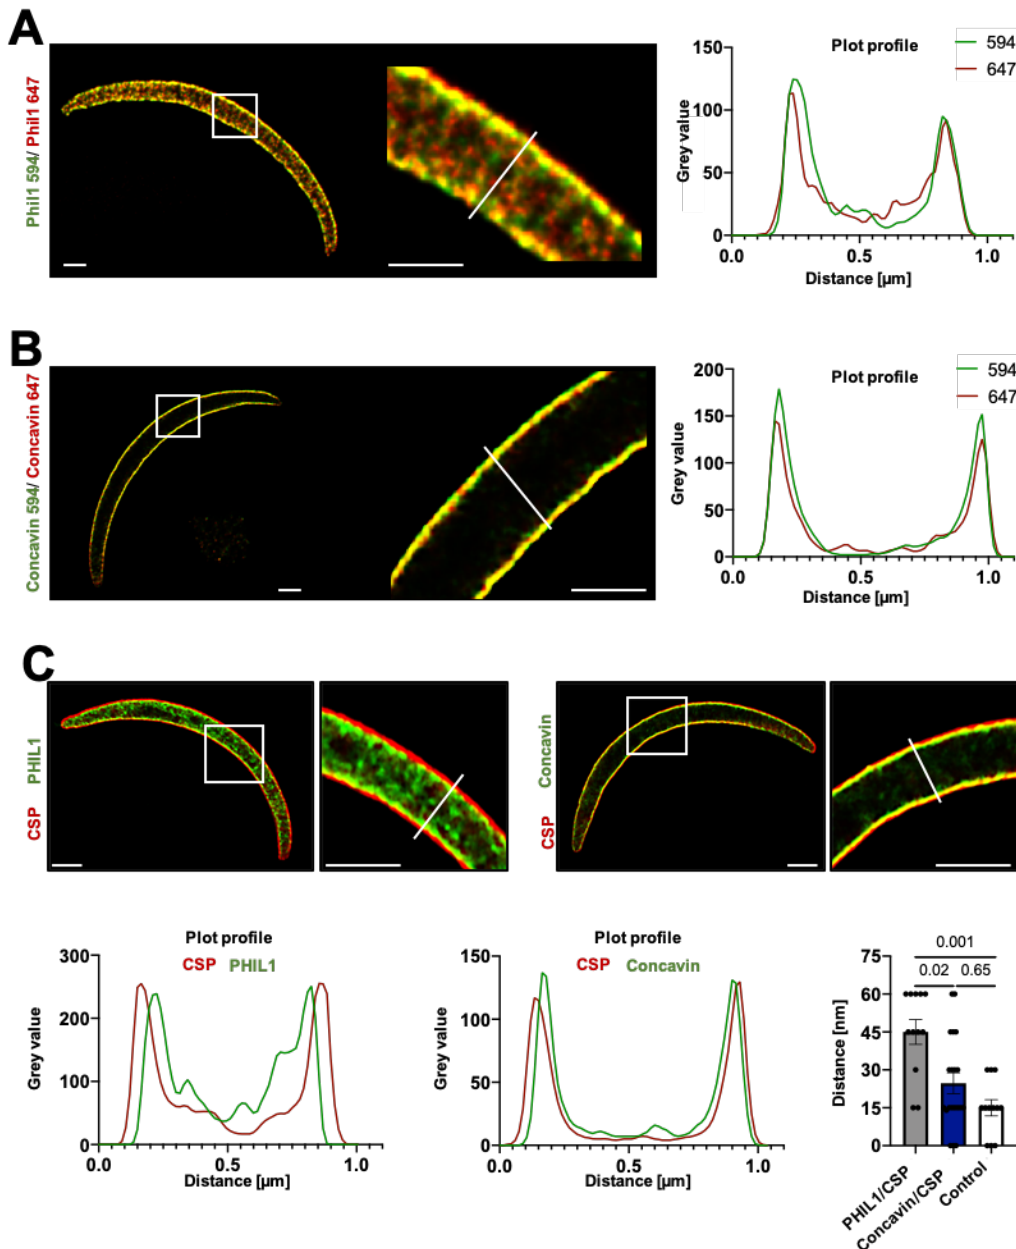 A
Phil1 594/ Phil1 647
Plot profile
594
647
Grey value
150
100
50
0
0.0 0.5 1.0
Distance [µm]
B
Concavin 594/ Concavin 647
Plot profile
594
647
Grey value
200
150
100
50
0
0.0 0.5 1.0
Distance [µm]
C
CSP PHIL1
CSP Concavin
Plot profile
CSP PHIL1
Grey value
300
200
100
0
0.0 0.5 1.0
Distance [µm]
Plot profile
CSP Concavin
Grey value
150
100
50
0
0.0 0.5 1.0
Distance [µm]
0.001
0.02 0.65
Distance [nm]
75
60
45
30
15
0
PHIL1/CSP
Concavin/CSP
Control